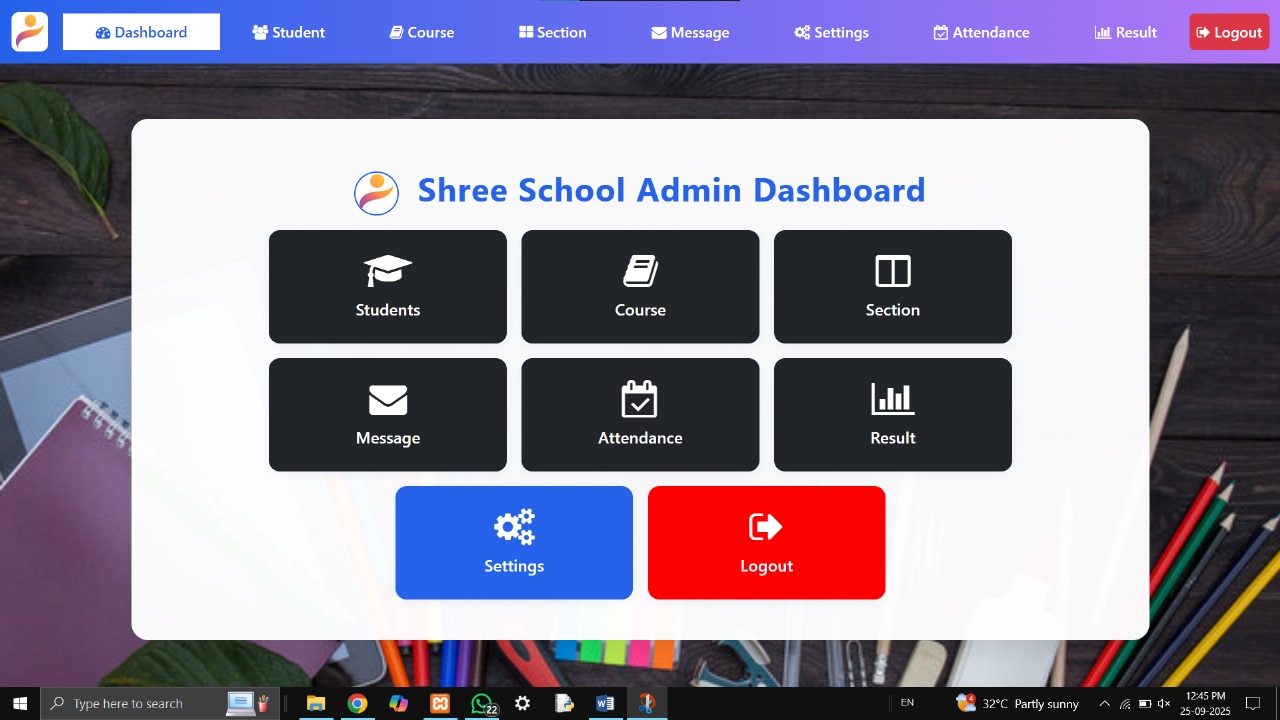 Dashboard Student Course Section Message Settings Attendance Result Logout
Shree School Admin Dashboard
Students Course Section
Message Attendance Result
Settings Logout
Type here to search 22 EN 4 32°C Partly sunny 12:45 PM
25-09-2025